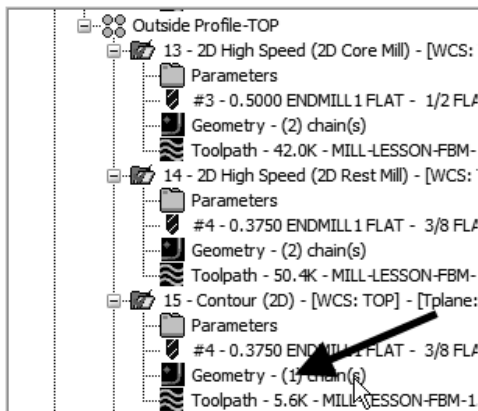 Outside Profile-TOP
13 - 2D High Speed (2D Core Mill) - [WCS:
Parameters
#3 - 0.5000 ENDMILL1 FLAT - 1/2 FLA
Geometry - (2) chain(s)
Toolpath - 42.0K - MILL-LESSON-FBM-
14 - 2D High Speed (2D Rest Mill) - [WCS:
Parameters
#4 - 0.3750 ENDMILL1 FLAT - 3/8 FLA
Geometry - (2) chain(s)
Toolpath - 50.4K - MILL-LESSON-FBM-
15 - Contour (2D) - [WCS: TOP] - [Tplane:
Parameters
#4 - 0.3750 ENDMILL1 FLAT - 3/8 FLA
Geometry - (1) chain(s)
Toolpath - 5.6K - MILL-LESSON-FBM-1.